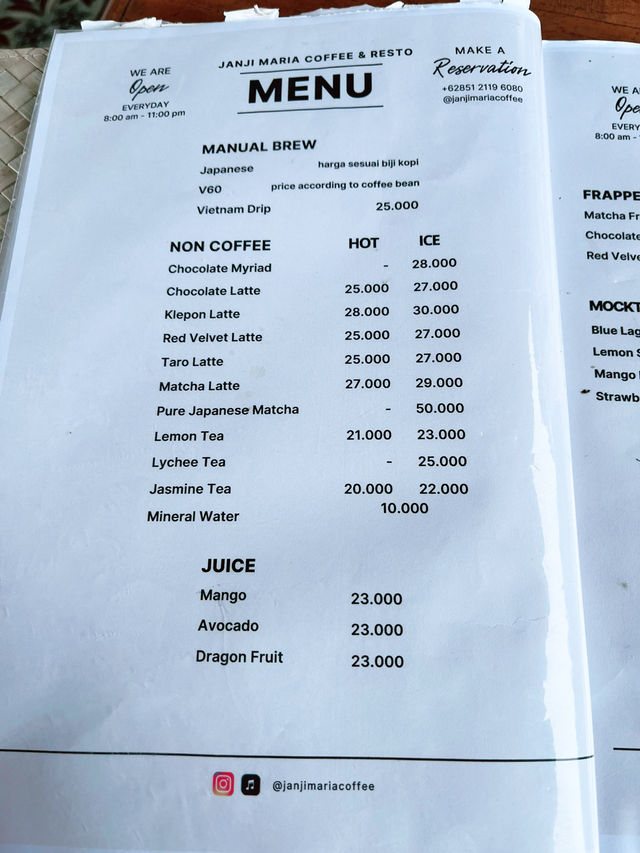 WE ARE
Open
EVERYDAY
8:00 am - 11:00 pm
JANJI MARIA COFFEE & RESTO
MENU
MAKE A
Reservation
+62851 2119 6080
@janjimariacoffee
MANUAL BREW
Japanese harga sesuai biji kopi
V60 price according to coffee bean
Vietnam Drip 25.000
NON COFFEE HOT ICE
Chocolate Myriad - 28.000
Chocolate Latte 25.000 27.000
Klepon Latte 28.000 30.000
Red Velvet Latte 25.000 27.000
Taro Latte 25.000 27.000
Matcha Latte 27.000 29.000
Pure Japanese Matcha - 50.000
Lemon Tea 21.000 23.000
Lychee Tea - 25.000
Jasmine Tea 20.000 22.000
Mineral Water 10.000
JUICE
Mango 23.000
Avocado 23.000
Dragon Fruit 23.000
@janjimariacoffee
WE
8:00 am -
FRAPPE
Matcha
Chocolate
Red
Blue
Lemon
Mango